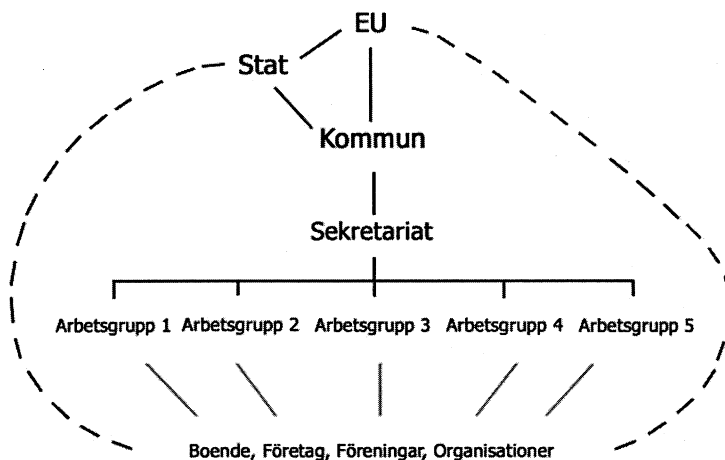 EU
Stat
Kommun
Sekretariat
Arbetsgrupp 1 Arbetsgrupp 2 Arbetsgrupp 3 Arbetsgrupp 4 Arbetsgrupp 5
Boende, Företag, Föreningar, Organisationer